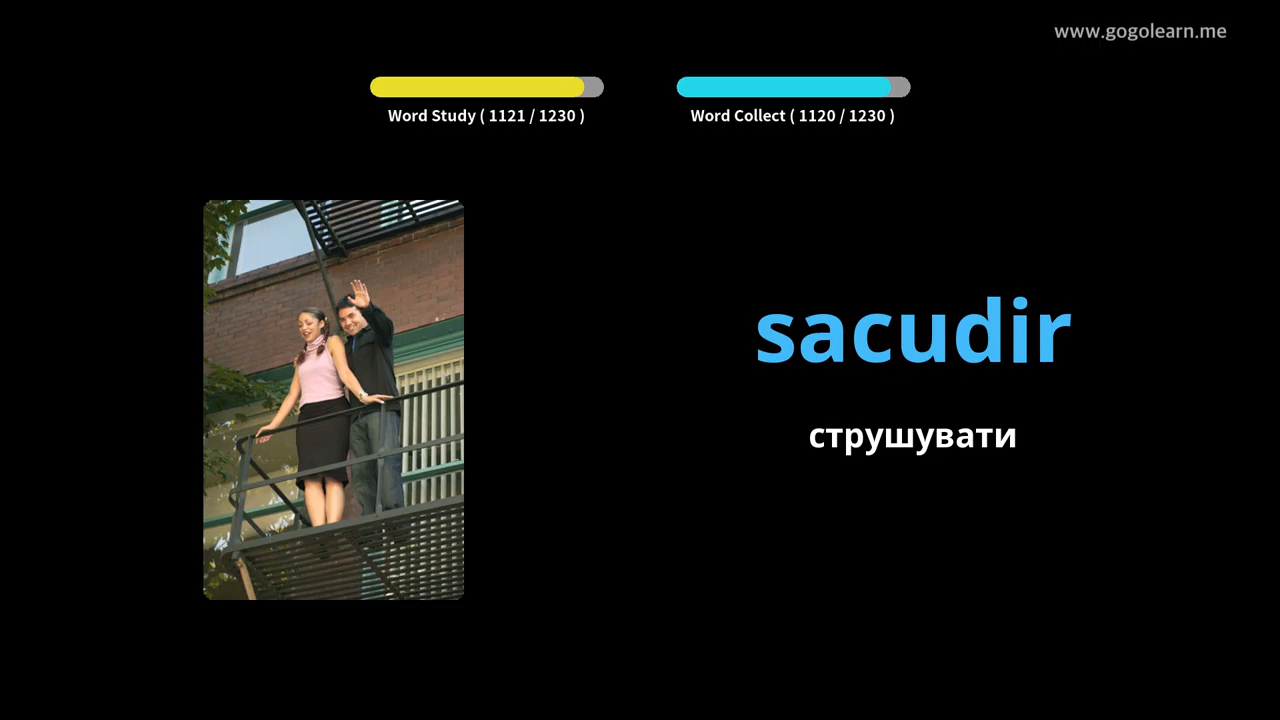 www.gogolearn.me
Word Study ( 1121 / 1230 )
Word Collect ( 1120 / 1230 )
sacudir
струшувати